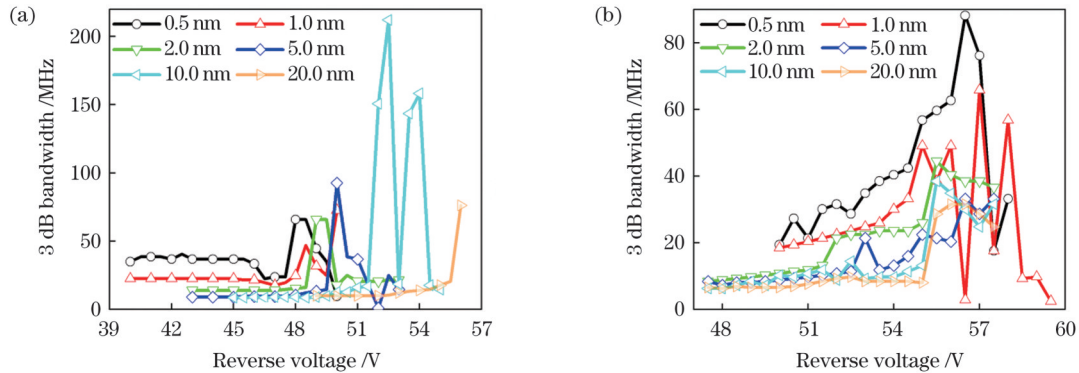 (a)
200
150
100
50
0
3 dB bandwidth /MHz
0.5 nm 1.0 nm
2.0 nm 5.0 nm
10.0 nm 20.0 nm
39 42 45 48 51 54 57
Reverse voltage /V
(b)
80
60
40
20
0
3 dB bandwidth /MHz
0.5 nm 1.0 nm
2.0 nm 5.0 nm
10.0 nm 20.0 nm
48 51 54 57 60
Reverse voltage /V